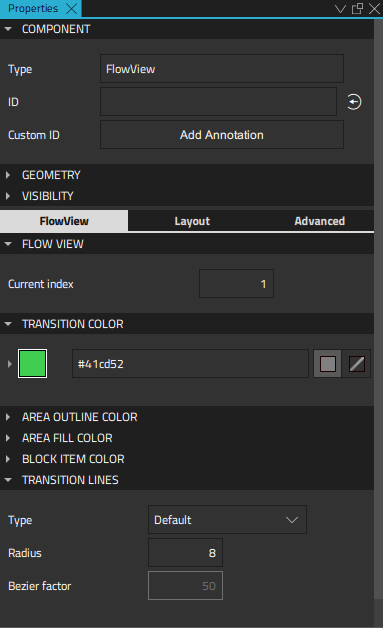 Properties
COMPONENT
Type FlowView
ID
Custom ID Add Annotation
GEOMETRY
VISIBILITY
FlowView Layout Advanced
FLOW VIEW
Current index 1
TRANSITION COLOR
#41cd52
AREA OUTLINE COLOR
AREA FILL COLOR
BLOCK ITEM COLOR
TRANSITION LINES
Type Default
Radius 8
Bezier factor 50